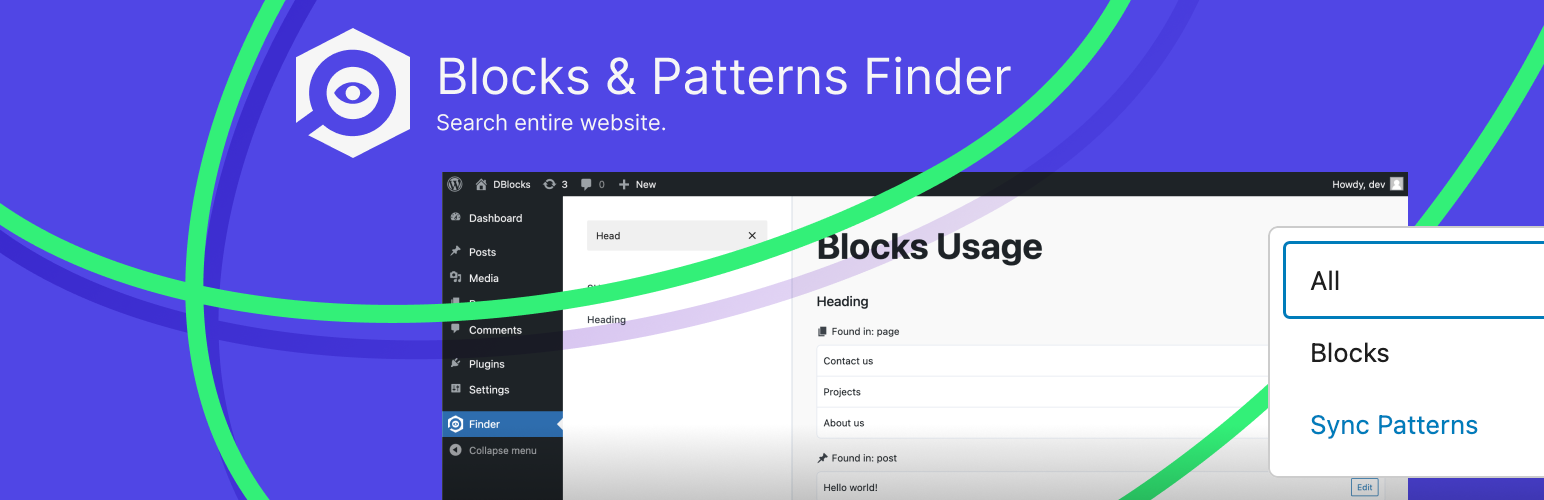 Blocks & Patterns Finder
Search entire website.
DBlocks 3 0 New
Howdy, dev
Dashboard
Posts
Media
Comments
Plugins
Settings
Finder
Collapse menu
Head
Heading
Blocks Usage
Heading
Found in: page
Contact us
Projects
About us
Found in: post
Hello world!
Edit
All
Blocks
Sync Patterns